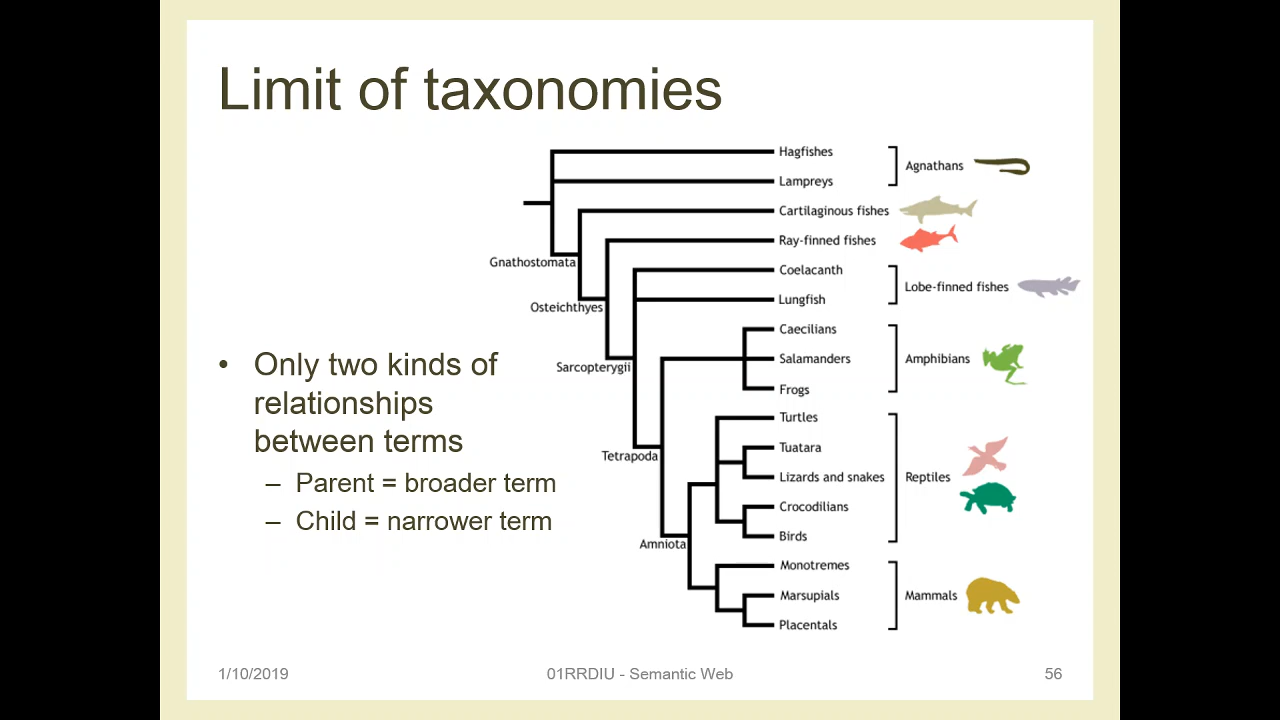 Limit of taxonomies
Hagfishes
Agnathans
Lampreys
Cartilaginous fishes
Ray-finned fishes
Gnathostomata
Coelacanth
Lobe-finned fishes
Lungfish
Osteichthyes
Caecilians
Salamanders
Amphibians
Frogs
Sarcopterygii
• Only two kinds of
relationships
between terms
– Parent = broader term
– Child = narrower term
Turtles
Tuatara
Tetrapoda
Lizards and snakes
Reptiles
Crocodilians
Birds
Amniota
Monotremes
Marsupials
Mammals
Placentals
1/10/2019
01RRDIU - Semantic Web
56